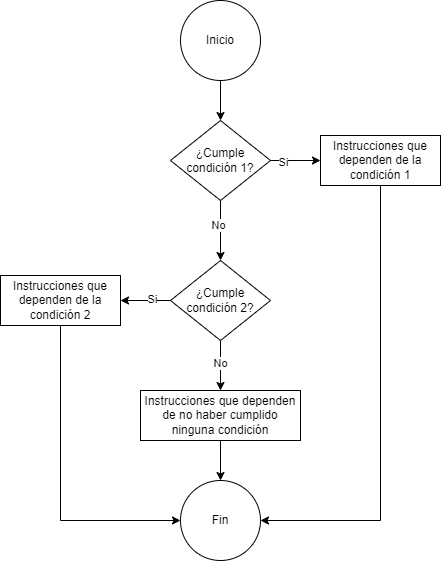 Inicio
¿Cumple
condición 1?
Si
Instrucciones que
dependen de la
condición 1
No
¿Cumple
condición 2?
Si
Instrucciones que
dependen de la
condición 2
No
Instrucciones que dependen
de no haber cumplido
ninguna condición
Fin